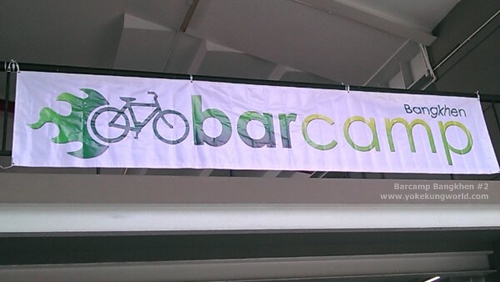 Bangkhen
barcamp
Barcamp Bangkhen #2
www.yokekungworld.com